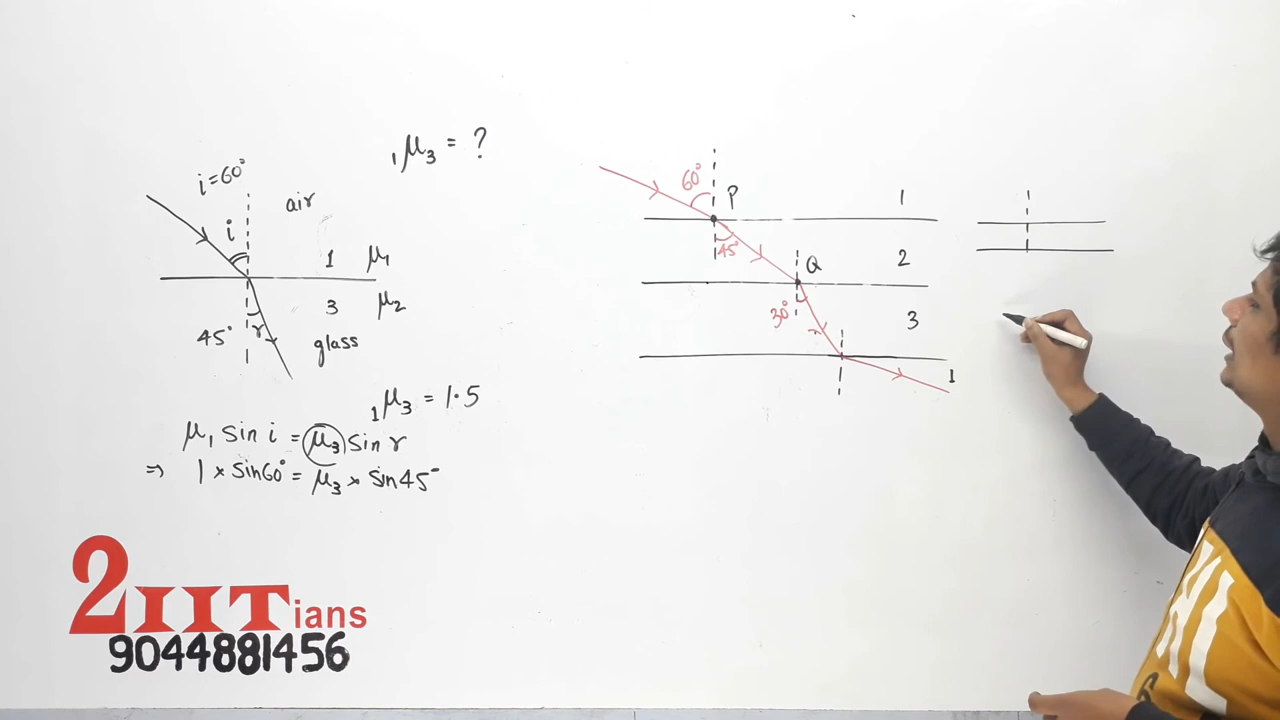 ₁μ₃ = ?
i=60°
i
air
1 μ₁
3 μ₂
45° r
glass
₁μ₃ = 1.5
μ₁ sin i = μ₃ sin r
⇒ 1 × sin60° = μ₃ × sin45°
60°
P
1
45°
Q
2
30°
r
3
1
2IITians
9044881456